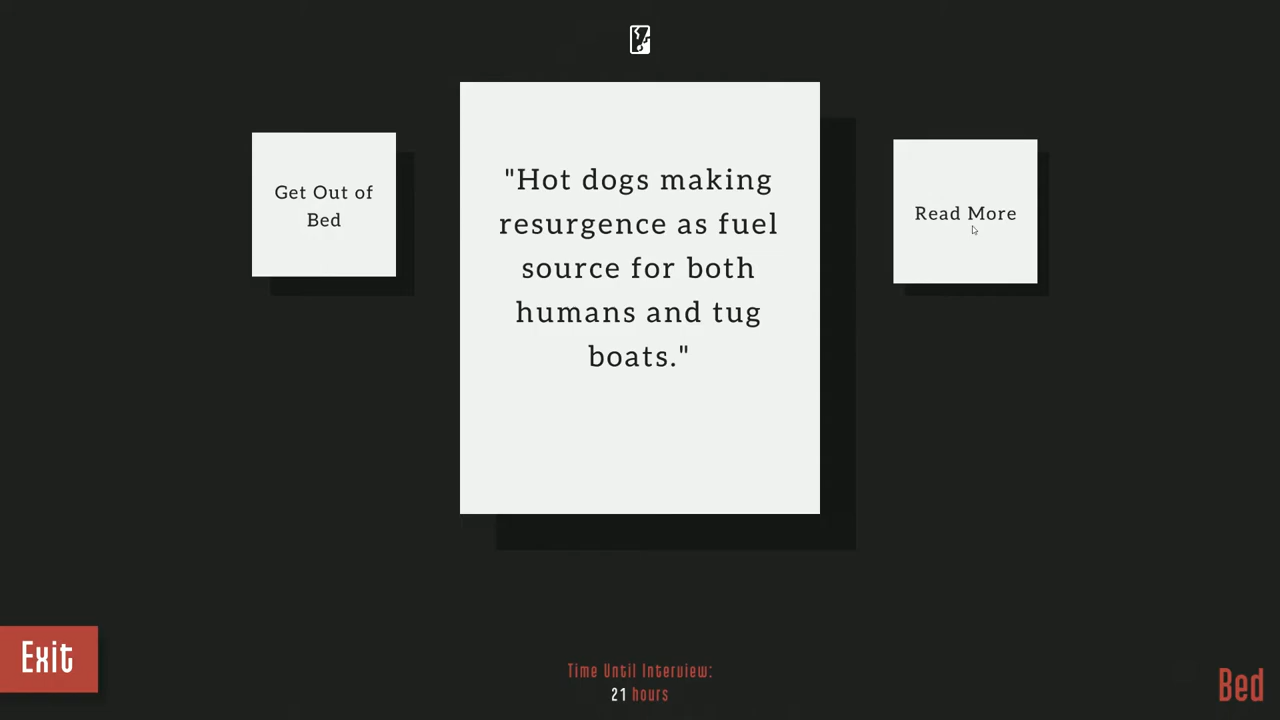 Get Out of
Bed
"Hot dogs making
resurgence as fuel
source for both
humans and tug
boats."
Read More
Exit
Time Until Interview:
21 hours
Bed